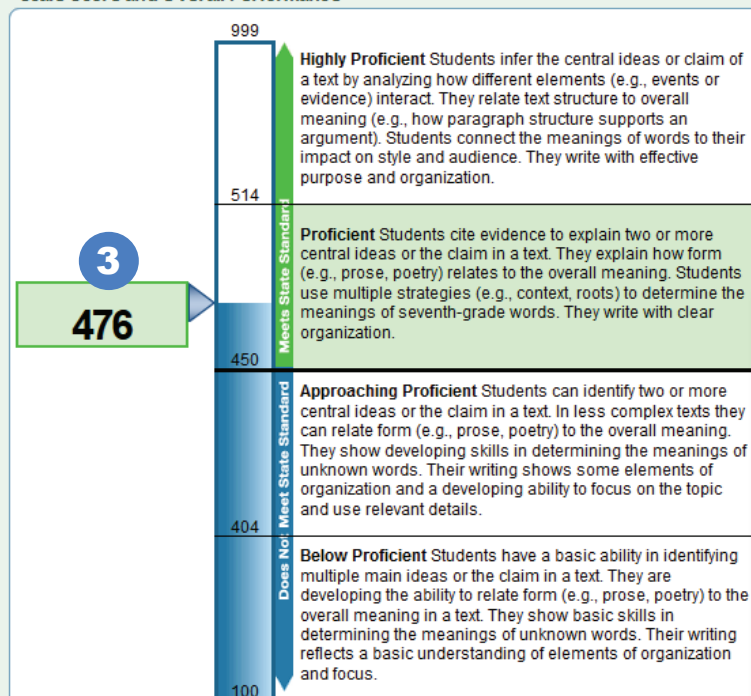 999
Highly Proficient Students infer the central ideas or claim of
a text by analyzing how different elements (e.g., events or
evidence) interact. They relate text structure to overall
meaning (e.g., how paragraph structure supports an
argument). Students connect the meanings of words to their
impact on style and audience. They write with effective
purpose and organization.
514
Meets State Standard
Proficient Students cite evidence to explain two or more
central ideas or the claim in a text. They explain how form
(e.g., prose, poetry) relates to the overall meaning. Students
use multiple strategies (e.g., context, roots) to determine the
meanings of seventh-grade words. They write with clear
organization.
3
476
450
Does Not Meet State Standard
Approaching Proficient Students can identify two or more
central ideas or the claim in a text. In less complex texts they
can relate form (e.g., prose, poetry) to the overall meaning.
They show developing skills in determining the meanings of
unknown words. Their writing shows some elements of
organization and a developing ability to focus on the topic
and use relevant details.
404
Below Proficient Students have a basic ability in identifying
multiple main ideas or the claim in a text. They are
developing the ability to relate form (e.g., prose, poetry) to the
overall meaning in a text. They show basic skills in
determining the meanings of unknown words. Their writing
reflects a basic understanding of elements of organization
and focus.
100